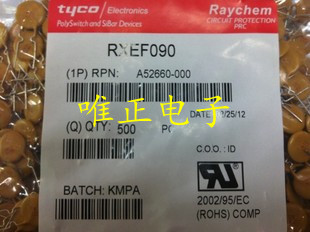 tyco Electronics
PolySwitch and SiBar Devices
Raychem
CIRCUIT PROTECTION
PRC
RXEF090
(1P) RPN: A52660-000
唯正电子
DATE: /25/12
(Q) QTY: 500 P
C.O.O: ID
BATCH: KMPA
2002/95/EC
(ROHS) COMP